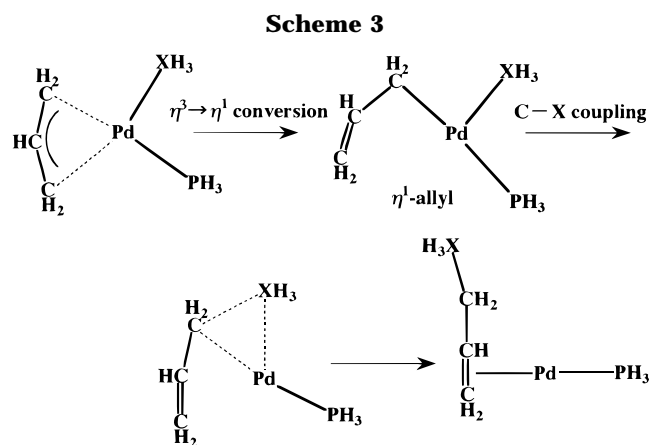 Scheme 3
H2
C
HC
C
H2
Pd
XH3
PH3
η³→η¹ conversion
H2
C
H
C
C
H2
Pd
XH3
PH3
η¹-allyl
C—X coupling
H2
C
HC
C
H2
XH3
Pd
PH3
H3X
CH2
CH
C
H2
Pd
PH3